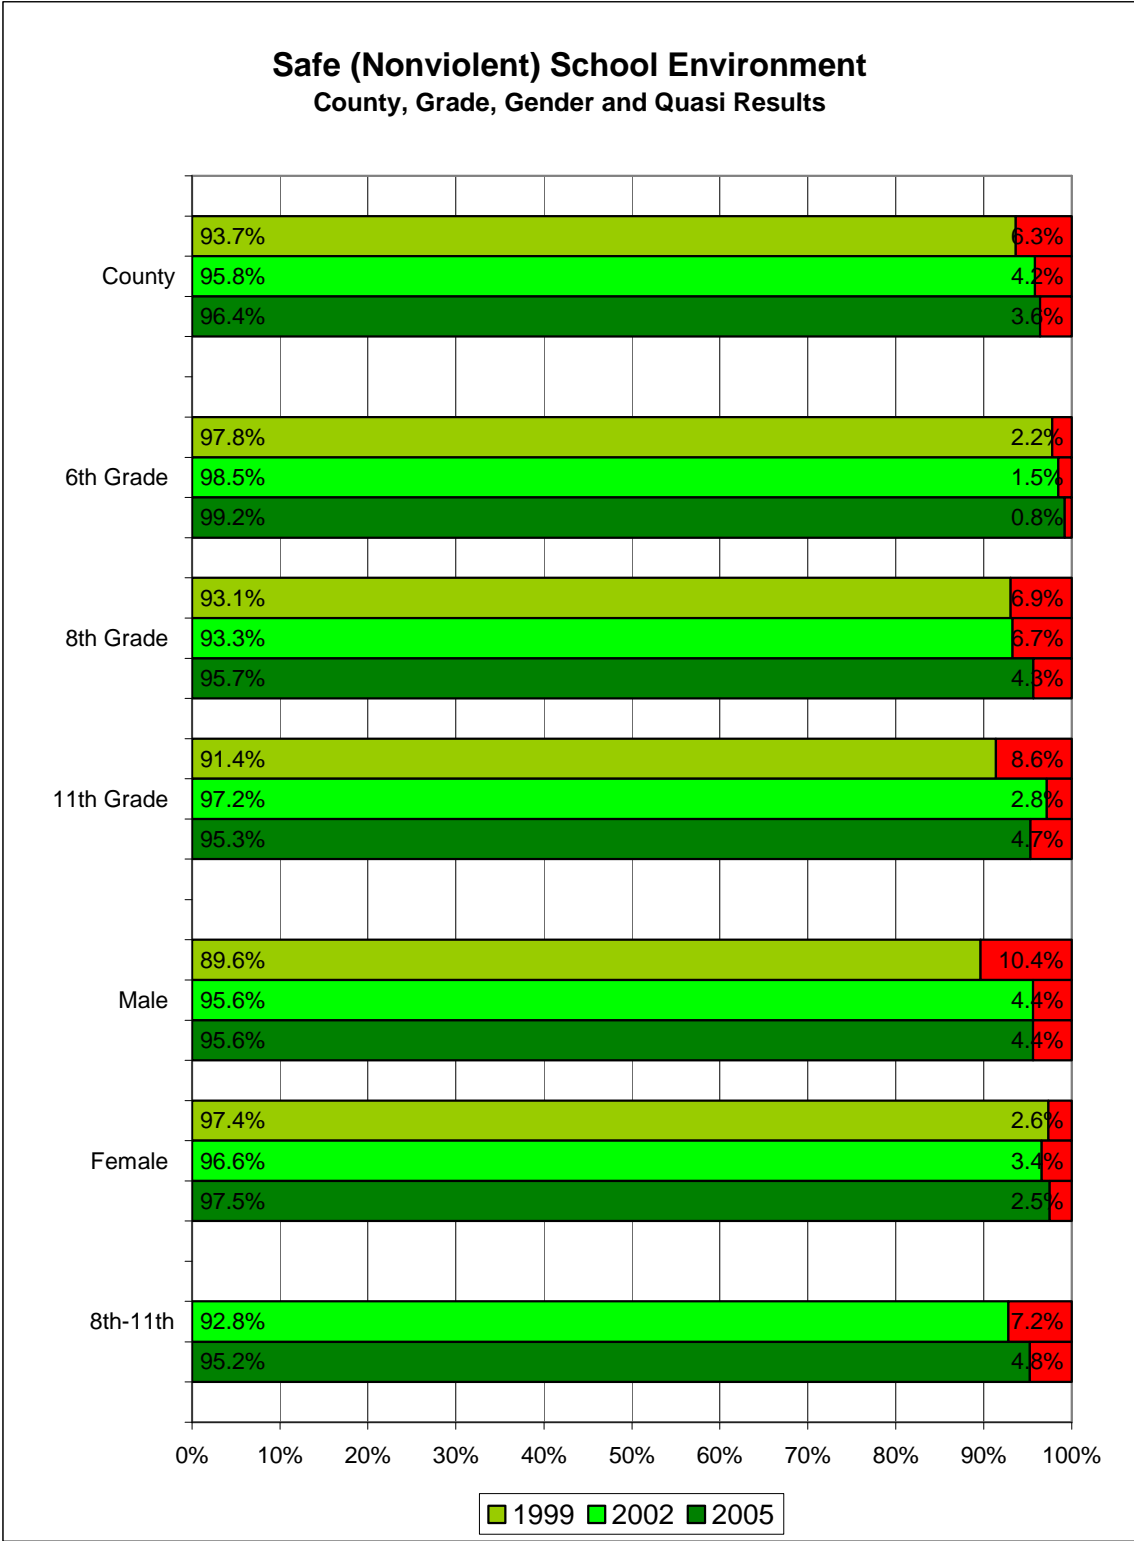 Safe (Nonviolent) School Environment
County, Grade, Gender and Quasi Results
93.7% 6.3%
County 95.8% 4.2%
96.4% 3.6%
97.8% 2.2%
6th Grade 98.5% 1.5%
99.2% 0.8%
93.1% 6.9%
8th Grade 93.3% 6.7%
95.7% 4.3%
91.4% 8.6%
11th Grade 97.2% 2.8%
95.3% 4.7%
89.6% 10.4%
Male 95.6% 4.4%
95.6% 4.4%
97.4% 2.6%
Female 96.6% 3.4%
97.5% 2.5%
8th-11th 92.8% 7.2%
95.2% 4.8%
0% 10% 20% 30% 40% 50% 60% 70% 80% 90% 100%
1999 2002 2005